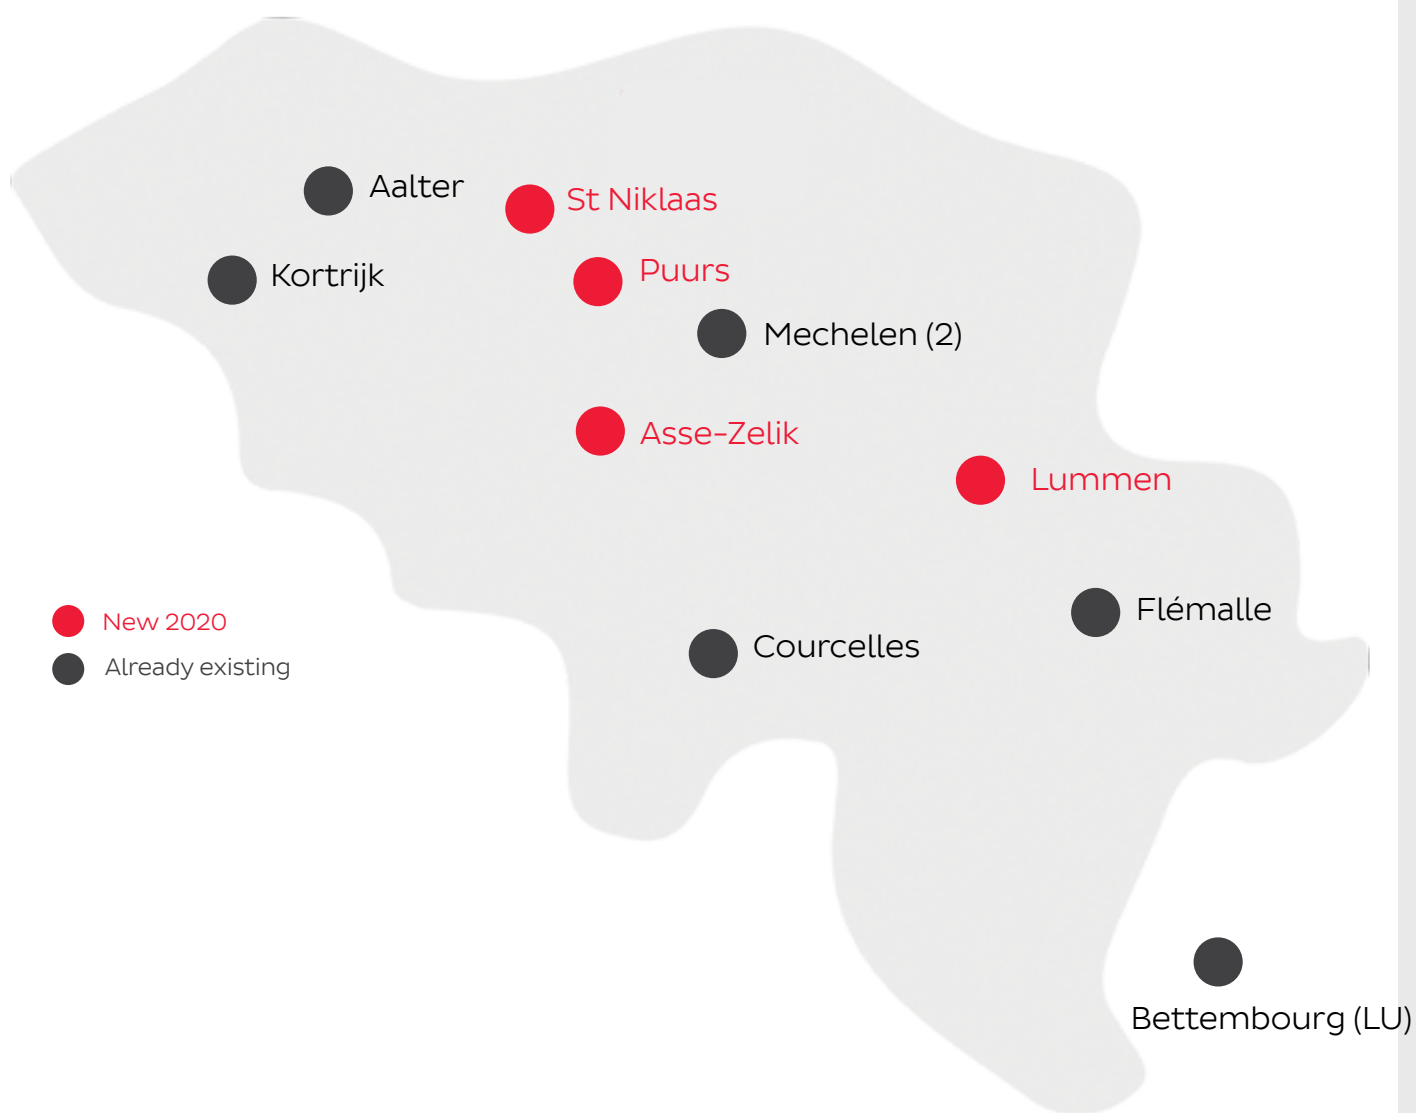 Aalter
St Niklaas
Kortrijk
Puurs
Mechelen (2)
Asse-Zelik
Lummen
Flémalle
New 2020
Courcelles
Already existing
Bettembourg (LU)